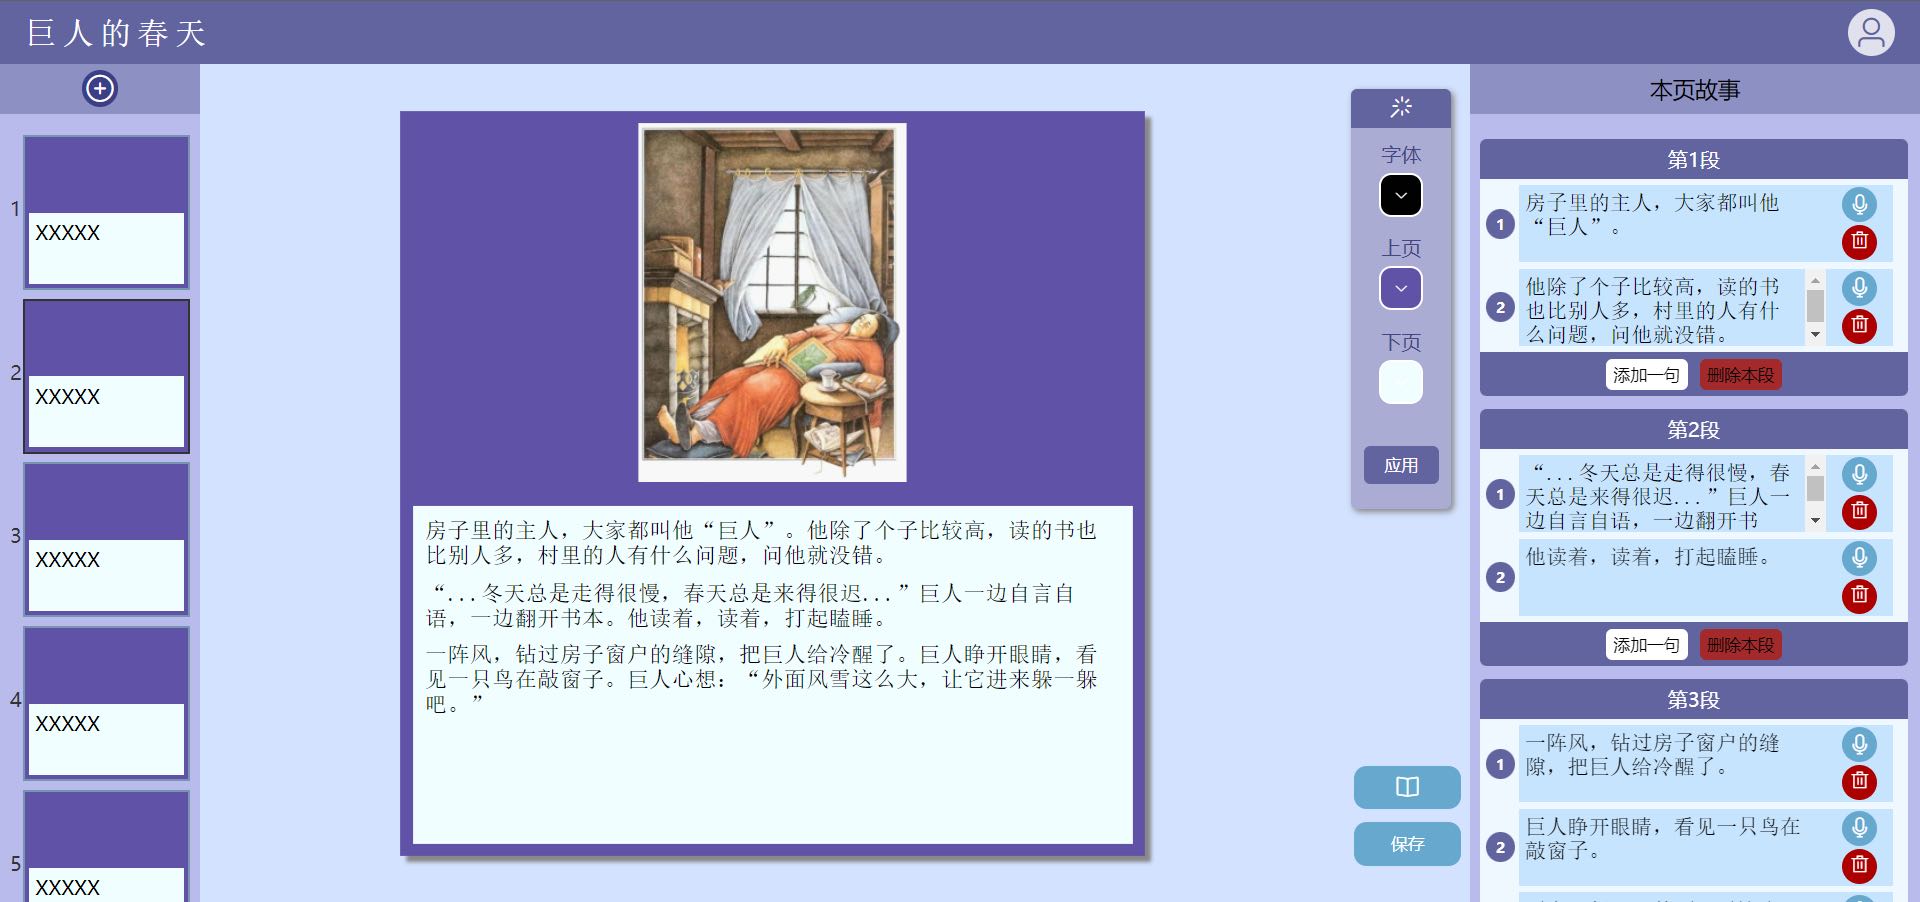 巨人的春天
1
XXXXX
2
XXXXX
3
XXXXX
4
XXXXX
5
XXXXX
房子里的主人，大家都叫他“巨人”。他除了个子比较高，读的书也
比别人多，村里的人有什么问题，问他就没错。
“...冬天总是走得很慢，春天总是来得很迟...”巨人一边自言自
语，一边翻开书本。他读着，读着，打起瞌睡。
一阵风，钻过房子窗户的缝隙，把巨人给冷醒了。巨人睁开眼睛，看
见一只鸟在敲窗子。巨人心想：“外面风雪这么大，让它进来躲一躲
吧。”
字体
上页
下页
应用
保存
本页故事
第1段
1
房子里的主人，大家都叫他
“巨人”。
2
他除了个子比较高，读的书
也比别人多，村里的人有什
么问题，问他就没错。
添加一句
删除本段
第2段
1
“...冬天总是走得很慢，春
天总是来得很迟...”巨人一
边自言自语，一边翻开书
2
他读着，读着，打起瞌睡。
添加一句
删除本段
第3段
1
一阵风，钻过房子窗户的缝
隙，把巨人给冷醒了。
2
巨人睁开眼睛，看见一只鸟在
敲窗子。